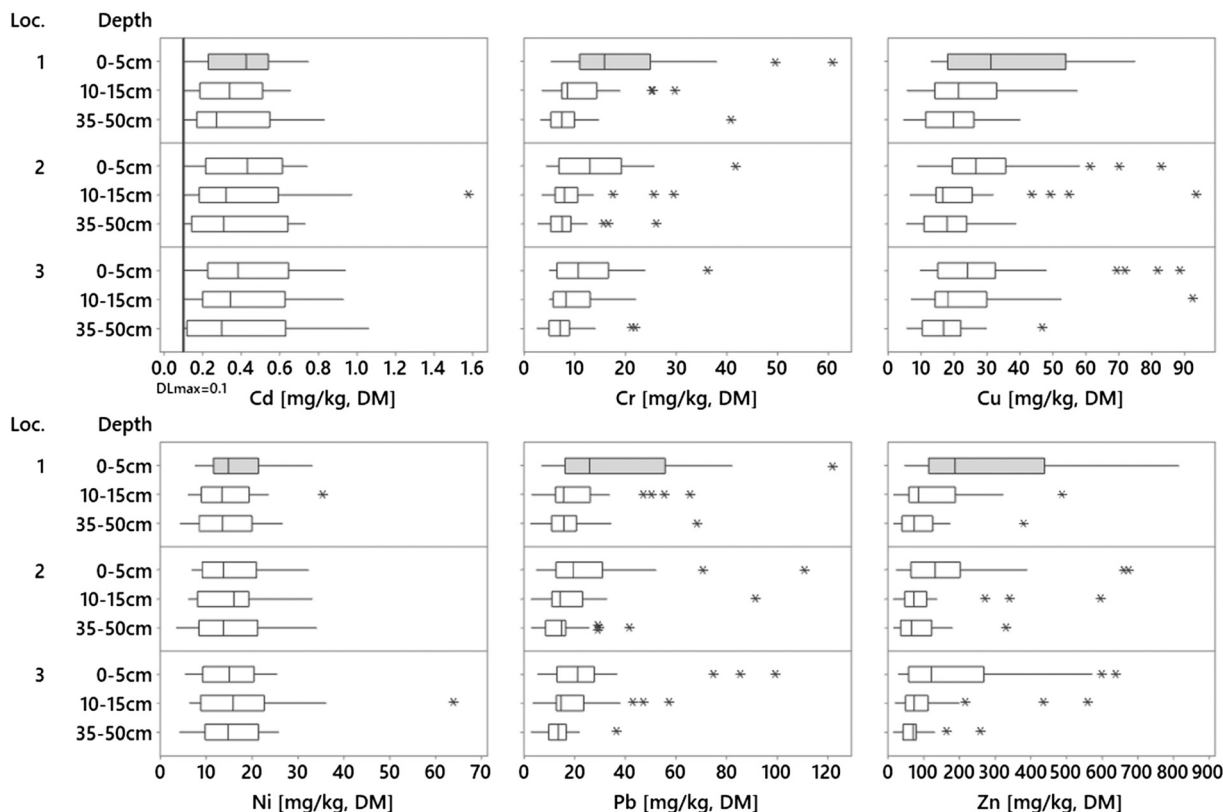 Loc. Depth
1 0-5cm
10-15cm
35-50cm
2 0-5cm
10-15cm
35-50cm
3 0-5cm
10-15cm
35-50cm
0.0 0.2 0.4 0.6 0.8 1.0 1.2 1.4 1.6
DLmax=0.1
Cd [mg/kg, DM]
0 10 20 30 40 50 60
Cr [mg/kg, DM]
0 10 20 30 40 50 60 70 80 90
Cu [mg/kg, DM]
Loc. Depth
1 0-5cm
10-15cm
35-50cm
2 0-5cm
10-15cm
35-50cm
3 0-5cm
10-15cm
35-50cm
0 10 20 30 40 50 60 70
Ni [mg/kg, DM]
0 20 40 60 80 100 120
Pb [mg/kg, DM]
0 100 200 300 400 500 600 700 800 900
Zn [mg/kg, DM]